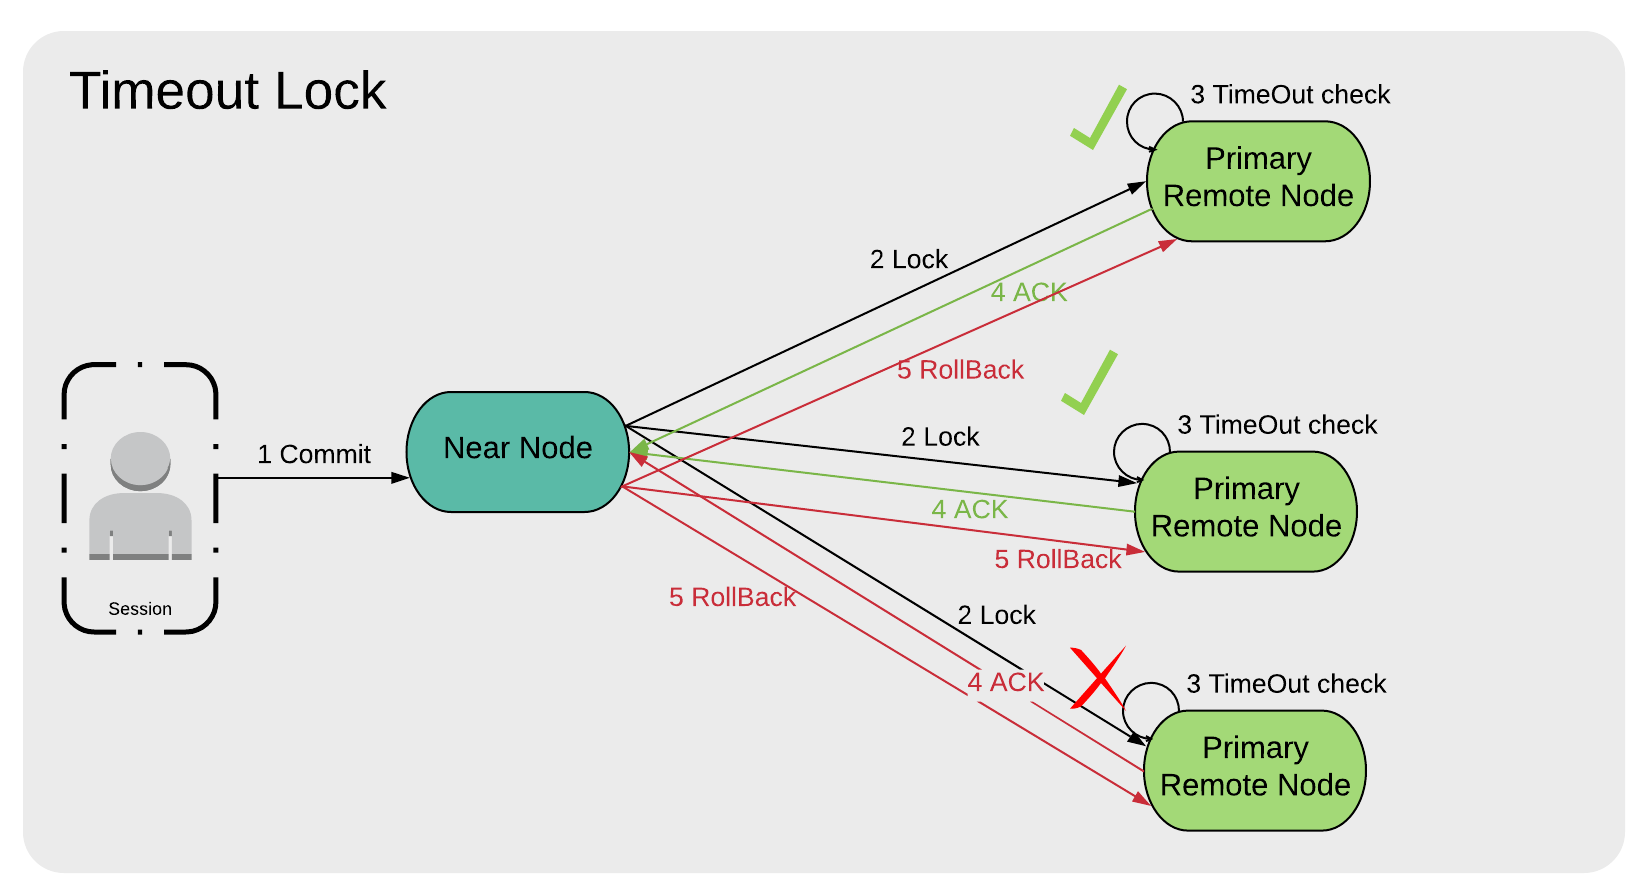 Timeout Lock
3 TimeOut check
Primary
Remote Node
2 Lock
4 ACK
5 RollBack
3 TimeOut check
2 Lock
Near Node
1 Commit
Primary
Remote Node
4 ACK
5 RollBack
5 RollBack
Session
2 Lock
4 ACK
3 TimeOut check
Primary
Remote Node